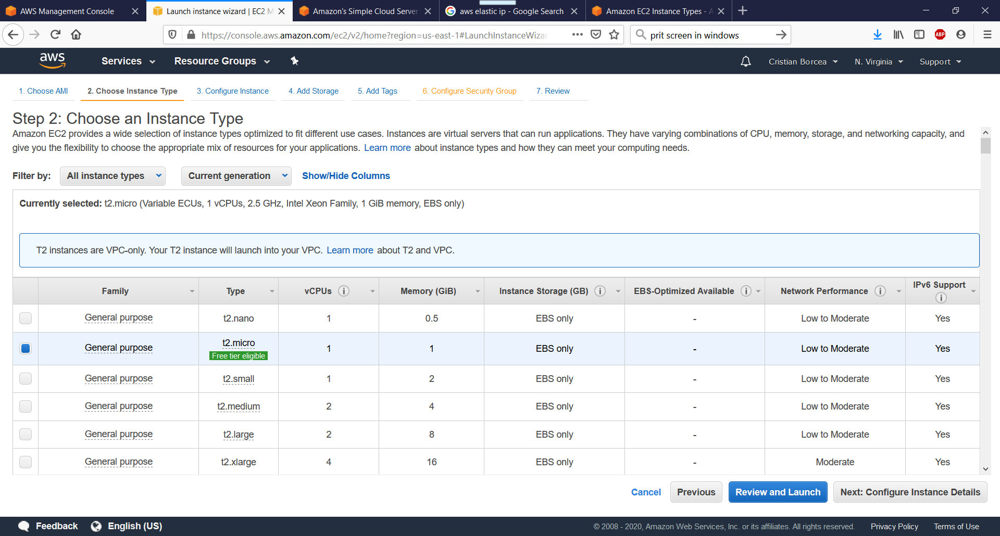 AWS Management Console
Launch instance wizard | EC2 M
Amazon's Simple Cloud Server
aws elastic ip - Google Search
Amazon EC2 Instance Types - A
https://console.aws.amazon.com/ec2/v2/home?region=us-east-1#LaunchInstanceWizar
prit screen in windows
ABP
aws
Services
Resource Groups
Cristian Borcea
N. Virginia
Support
1. Choose AMI
2. Choose Instance Type
3. Configure Instance
4. Add Storage
5. Add Tags
6. Configure Security Group
7. Review
Step 2: Choose an Instance Type
Amazon EC2 provides a wide selection of instance types optimized to fit different use cases. Instances are virtual servers that can run applications. They have varying combinations of CPU, memory, storage, and networking capacity, and
give you the flexibility to choose the appropriate mix of resources for your applications. Learn more about instance types and how they can meet your computing needs.
Filter by: All instance types Current generation Show/Hide Columns
Currently selected: t2.micro (Variable ECUs, 1 vCPUs, 2.5 GHz, Intel Xeon Family, 1 GiB memory, EBS only)
T2 instances are VPC-only. Your T2 instance will launch into your VPC. Learn more about T2 and VPC.
Family Type vCPUs Memory (GiB) Instance Storage (GB) EBS-Optimized Available Network Performance IPv6 Support
General purpose t2.nano 1 0.5 EBS only - Low to Moderate Yes
General purpose t2.micro Free tier eligible 1 1 EBS only - Low to Moderate Yes
General purpose t2.small 1 2 EBS only - Low to Moderate Yes
General purpose t2.medium 2 4 EBS only - Low to Moderate Yes
General purpose t2.large 2 8 EBS only - Low to Moderate Yes
General purpose t2.xlarge 4 16 EBS only - Moderate Yes
Cancel Previous Review and Launch Next: Configure Instance Details
Feedback English (US) © 2008 - 2020, Amazon Web Services, Inc. or its affiliates. All rights reserved. Privacy Policy Terms of Use